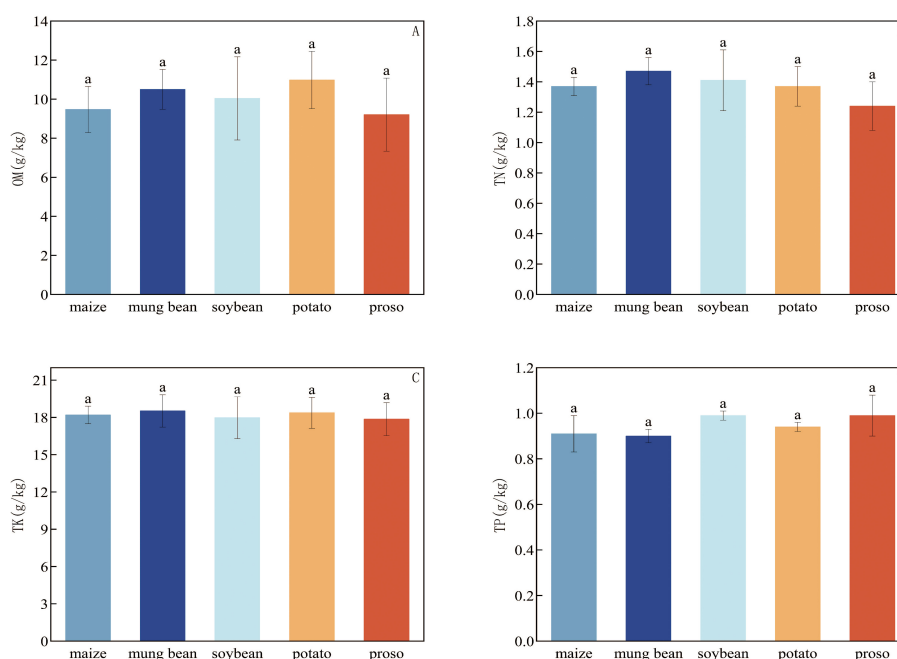 A
OM(g/kg)
14
12
10
8
6
4
2
0
a a a a a
maize mung bean soybean potato proso
TN(g/kg)
1.8
1.6
1.4
1.2
1.0
0.8
0.6
0.4
0.2
0.0
a a a a a
maize mung bean soybean potato proso
C
TK(g/kg)
21
18
15
12
9
6
3
0
a a a a a
maize mung bean soybean potato proso
TP(g/kg)
1.2
1.0
0.8
0.6
0.4
0.2
0.0
a a a a a
maize mung bean soybean potato proso